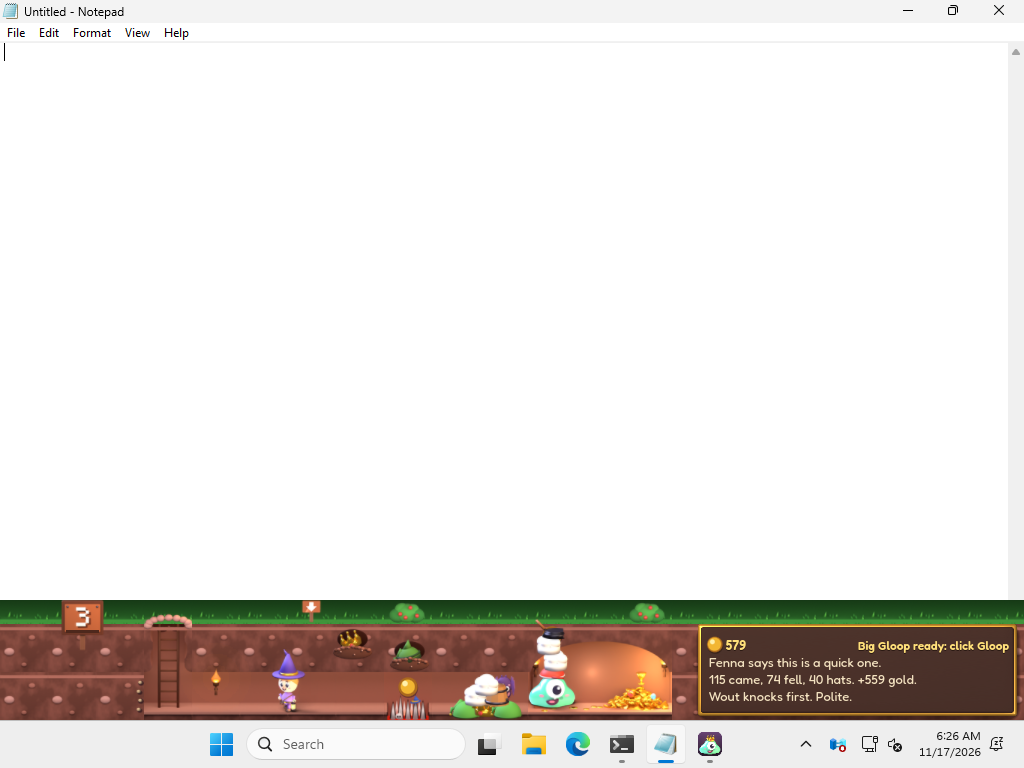 Untitled - Notepad
File Edit Format View Help
3
579 Big Gloop ready: click Gloop
Fenna says this is a quick one.
115 came, 74 fell, 40 hats. +559 gold.
Wout knocks first. Polite.
Search
6:26 AM
11/17/2026